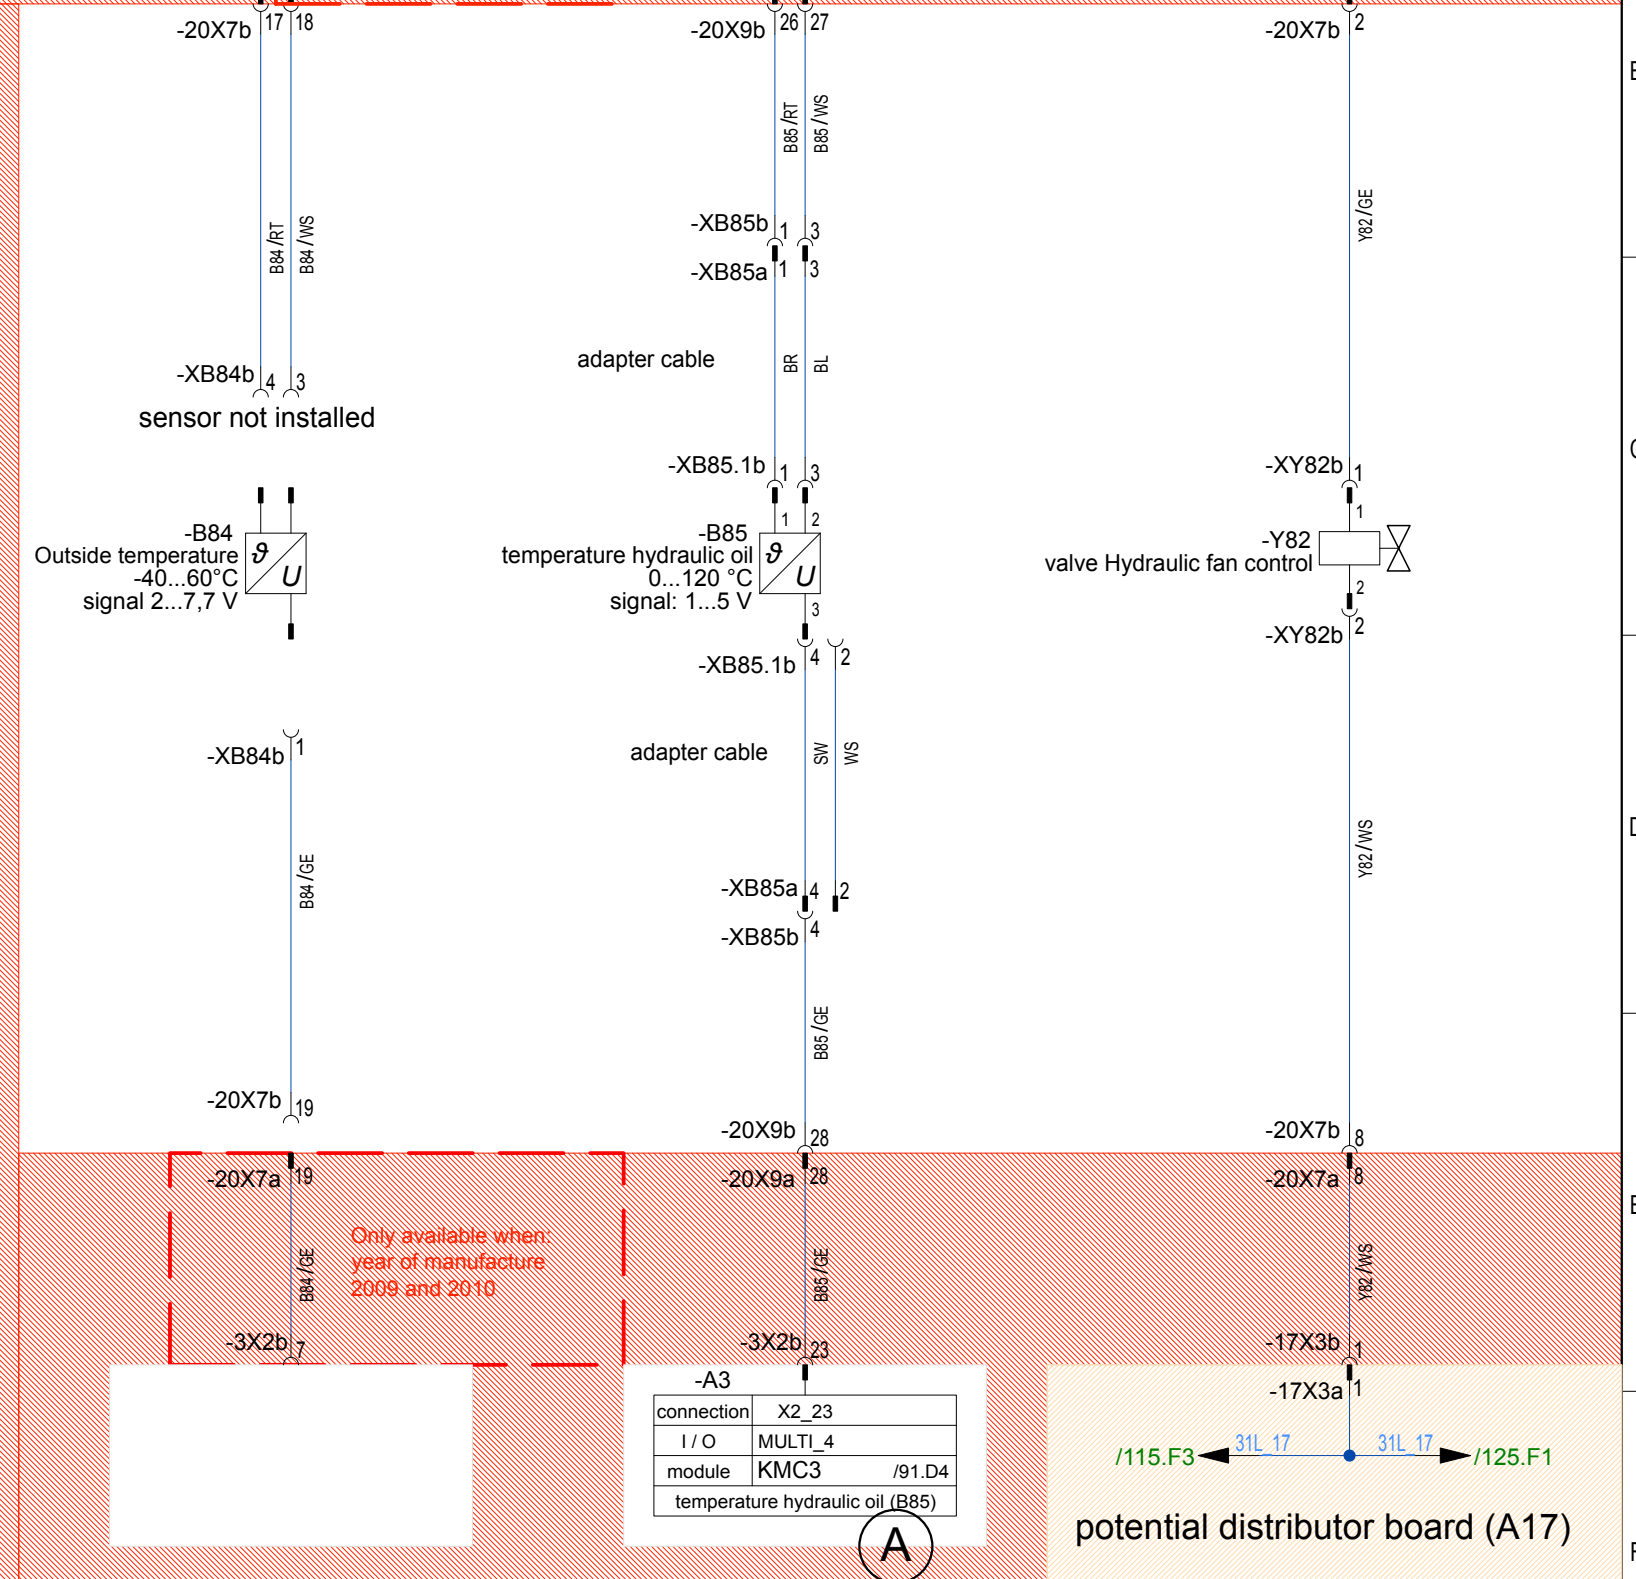 -20X7b 17 18
-20X9b 26 27
-20X7b 2
B84/RT
B84/WS
B85/RT
B85/WS
Y82/GE
-XB85b 1 3
-XB85a 1 3
adapter cable
BR
BL
-XB84b 4 3
sensor not installed
-XB85.1b 1 3
-XY82b 1
-B84
Outside temperature
-40...60°C
signal 2...7,7 V
ϑ
U
-B85
temperature hydraulic oil
0...120 °C
signal: 1...5 V
1 2
ϑ
U
3
1
-Y82
valve Hydraulic fan control
2
-XY82b 2
-XB85.1b 4 2
adapter cable
SW
WS
-XB84b 1
B84/GE
Y82/WS
-XB85a 4 2
-XB85b 4
B85/GE
-20X7b 19
-20X9b 28
-20X7b 8
-20X7a 19
-20X9a 28
-20X7a 8
B84/GE
Only available when:
year of manufacture
2009 and 2010
B85/GE
Y82/WS
-3X2b 7
-3X2b 23
-17X3b 1
-A3
-17X3a 1
connection X2_23
I / O MULTI_4
module KMC3 /91.D4
temperature hydraulic oil (B85)
A
/115.F3 31L_17 31L_17 /125.F1
potential distributor board (A17)